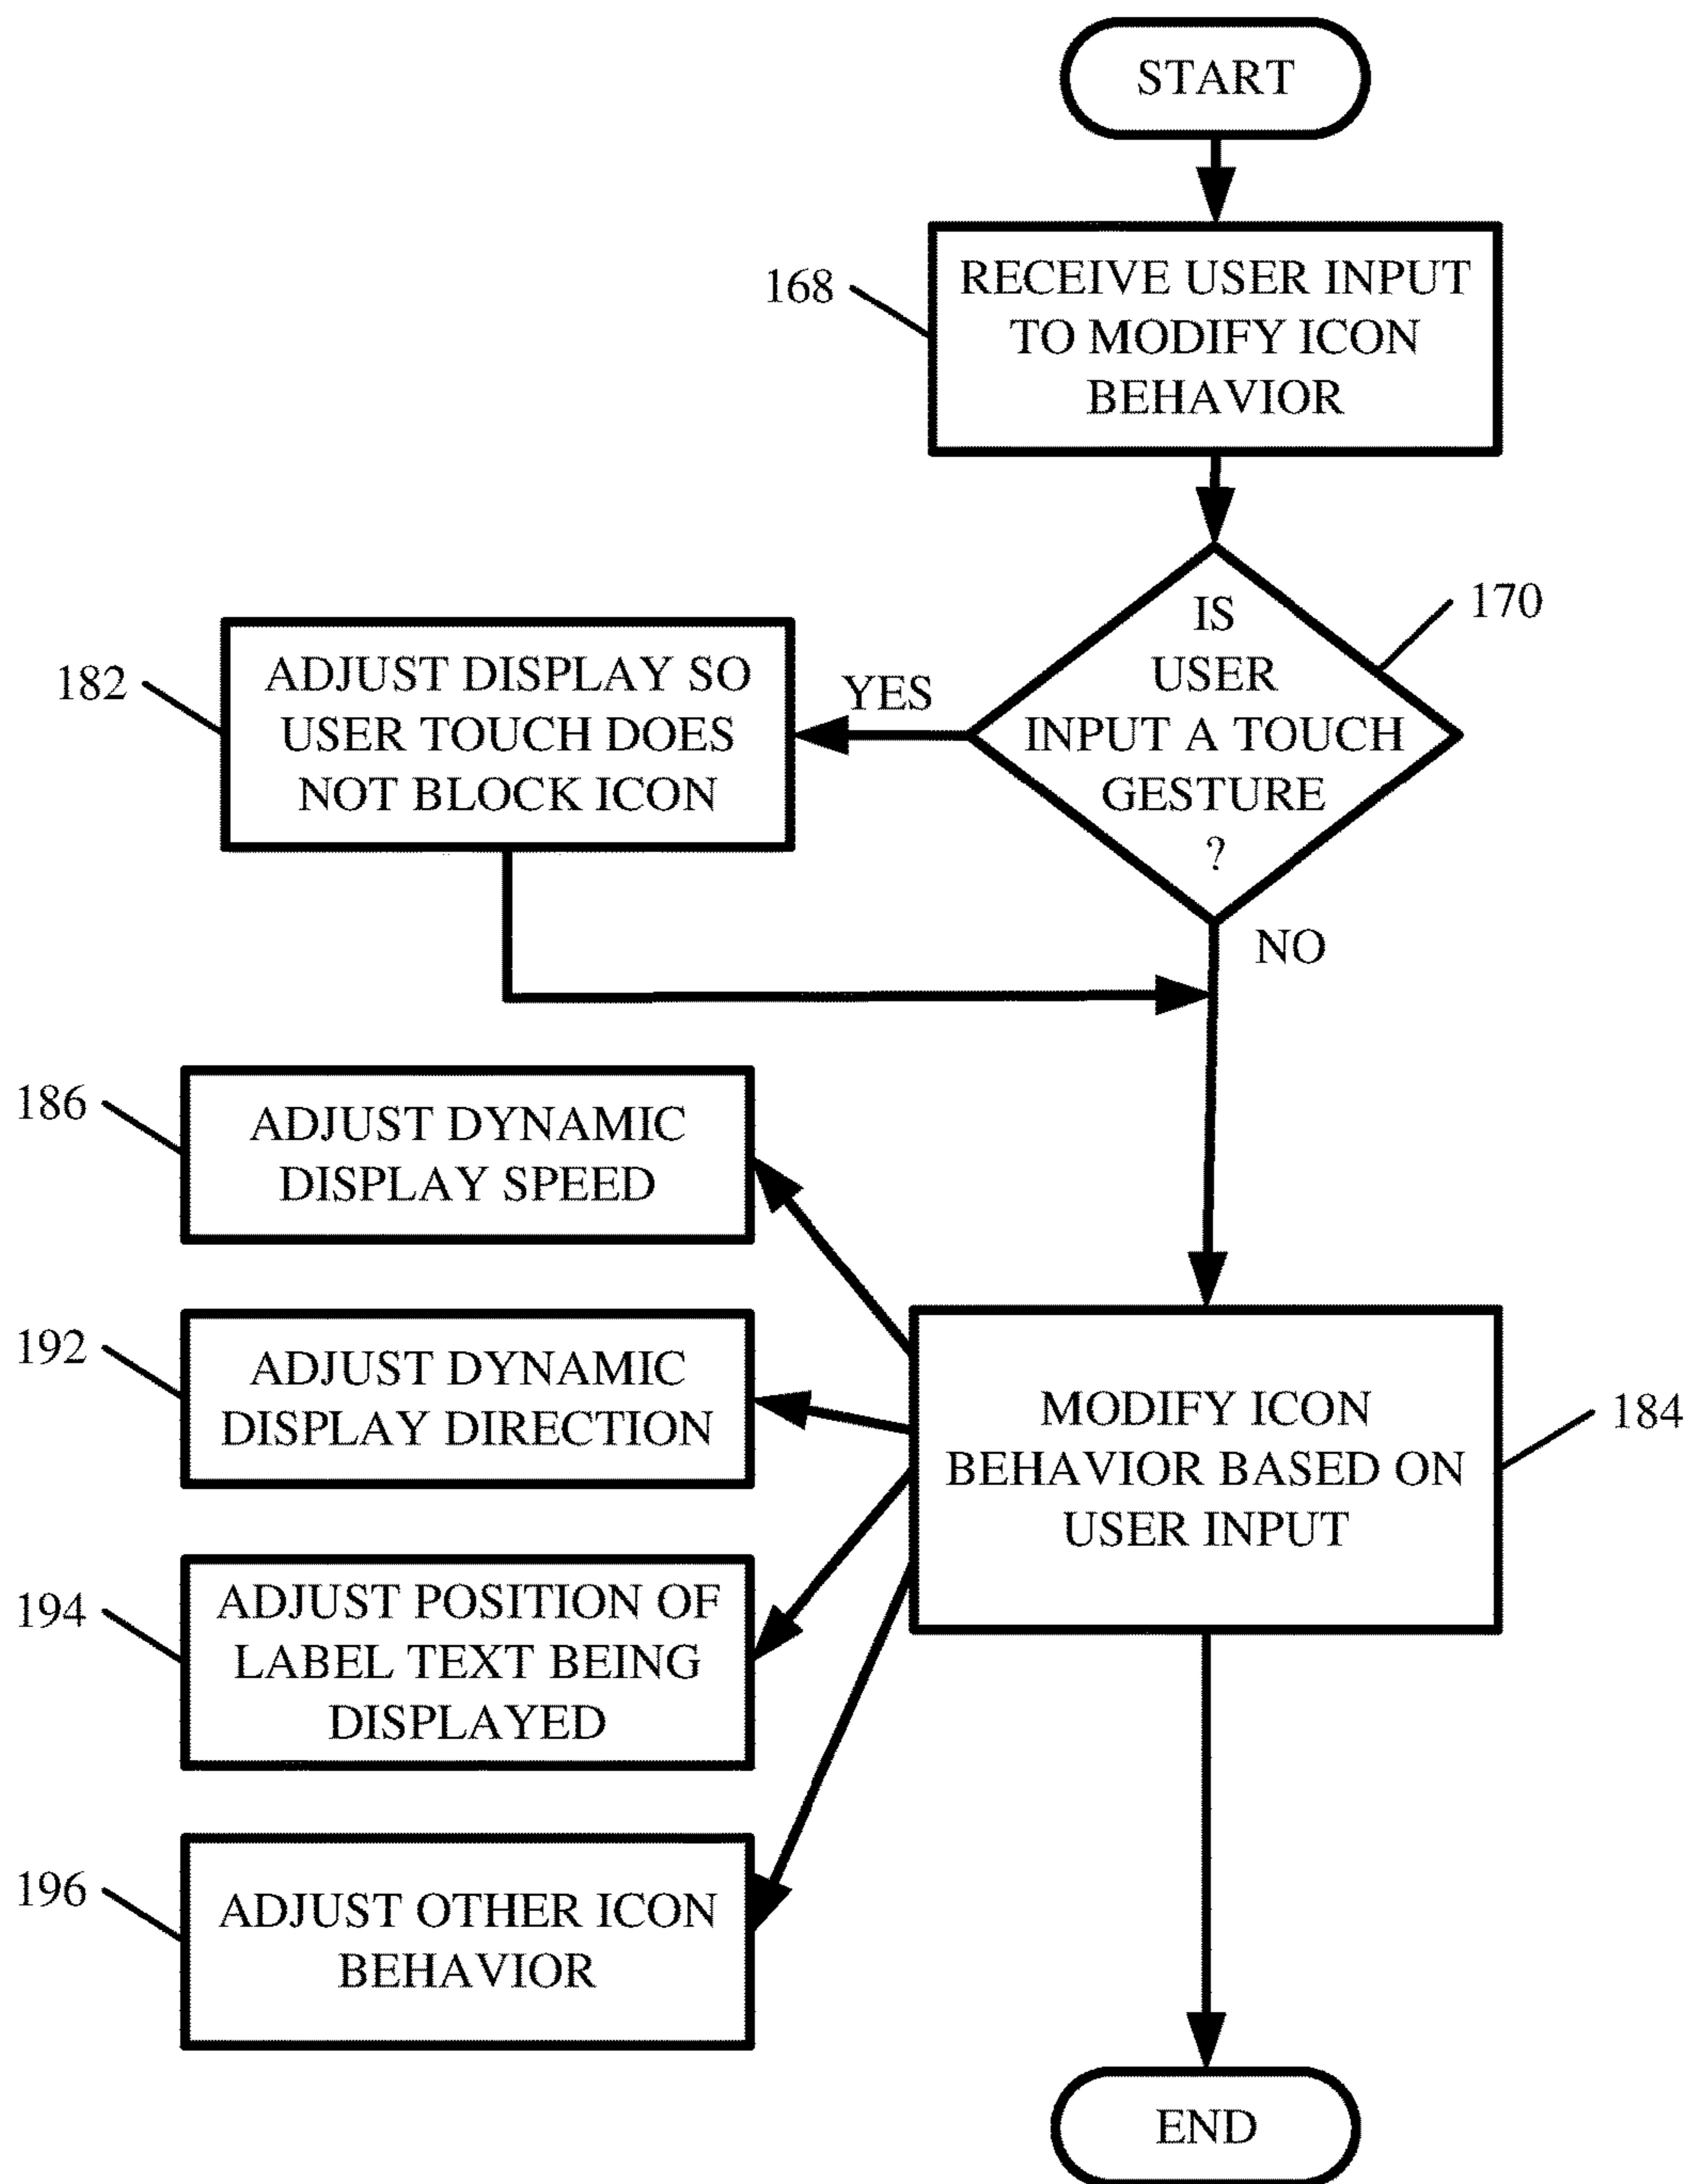 START
168
RECEIVE USER INPUT
TO MODIFY ICON
BEHAVIOR
170
IS
USER
INPUT A TOUCH
GESTURE
?
YES
182
ADJUST DISPLAY SO
USER TOUCH DOES
NOT BLOCK ICON
NO
186
ADJUST DYNAMIC
DISPLAY SPEED
192
ADJUST DYNAMIC
DISPLAY DIRECTION
194
ADJUST POSITION OF
LABEL TEXT BEING
DISPLAYED
196
ADJUST OTHER ICON
BEHAVIOR
MODIFY ICON
BEHAVIOR BASED ON
USER INPUT
184
END